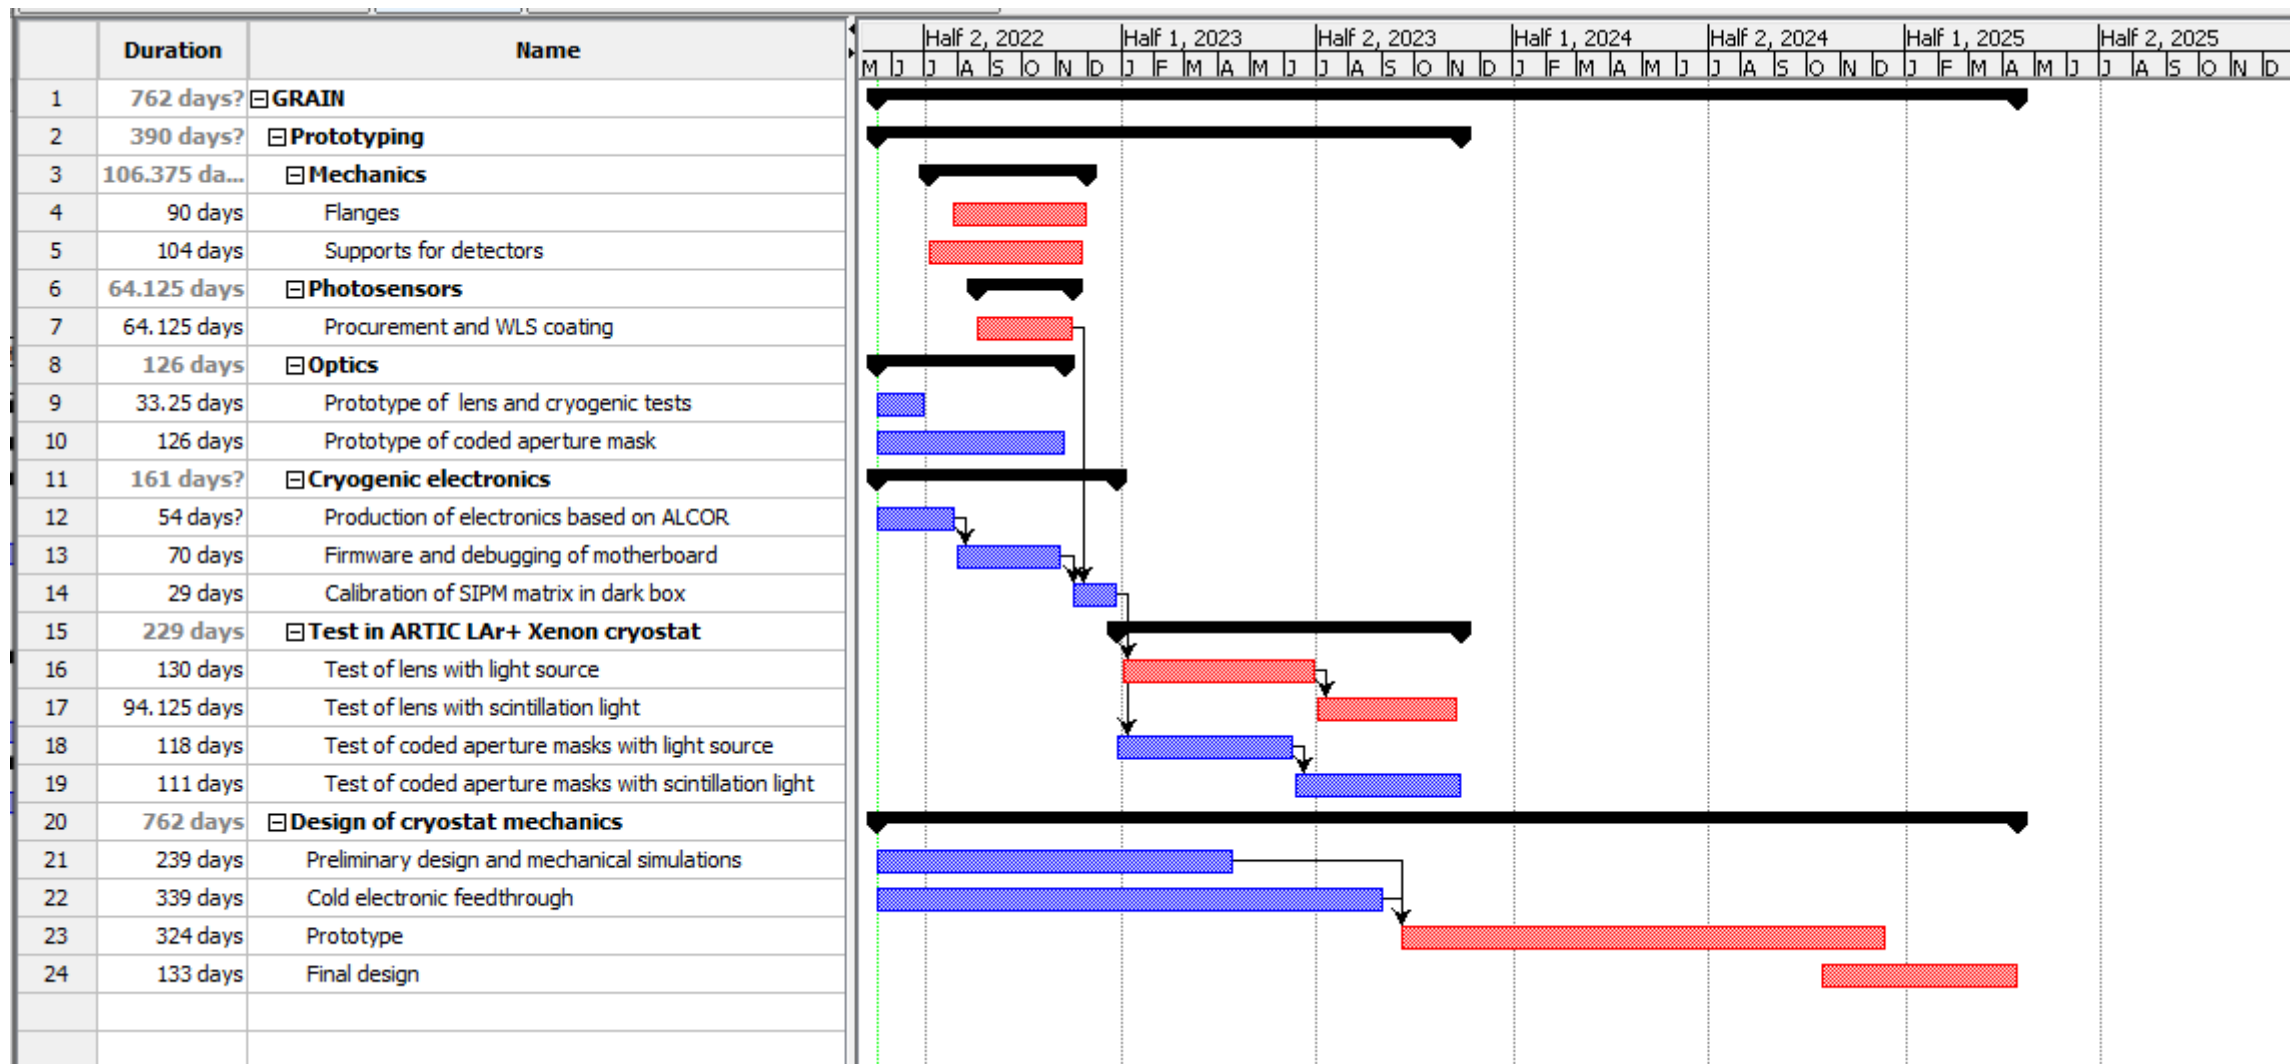 Duration Name Half 2, 2022 Half 1, 2023 Half 2, 2023 Half 1, 2024 Half 2, 2024 Half 1, 2025 Half 2, 2025
M J J A S O N D J F M A M J J A S O N D J F M A M J J A S O N D J F M A M J J A S O N D
1 762 days? GRAIN
2 390 days? Prototyping
3 106.375 da... Mechanics
4 90 days Flanges
5 104 days Supports for detectors
6 64.125 days Photosensors
7 64.125 days Procurement and WLS coating
8 126 days Optics
9 33.25 days Prototype of lens and cryogenic tests
10 126 days Prototype of coded aperture mask
11 161 days? Cryogenic electronics
12 54 days? Production of electronics based on ALCOR
13 70 days Firmware and debugging of motherboard
14 29 days Calibration of SIPM matrix in dark box
15 229 days Test in ARTIC LAr+ Xenon cryostat
16 130 days Test of lens with light source
17 94.125 days Test of lens with scintillation light
18 118 days Test of coded aperture masks with light source
19 111 days Test of coded aperture masks with scintillation light
20 762 days Design of cryostat mechanics
21 239 days Preliminary design and mechanical simulations
22 339 days Cold electronic feedthrough
23 324 days Prototype
24 133 days Final design